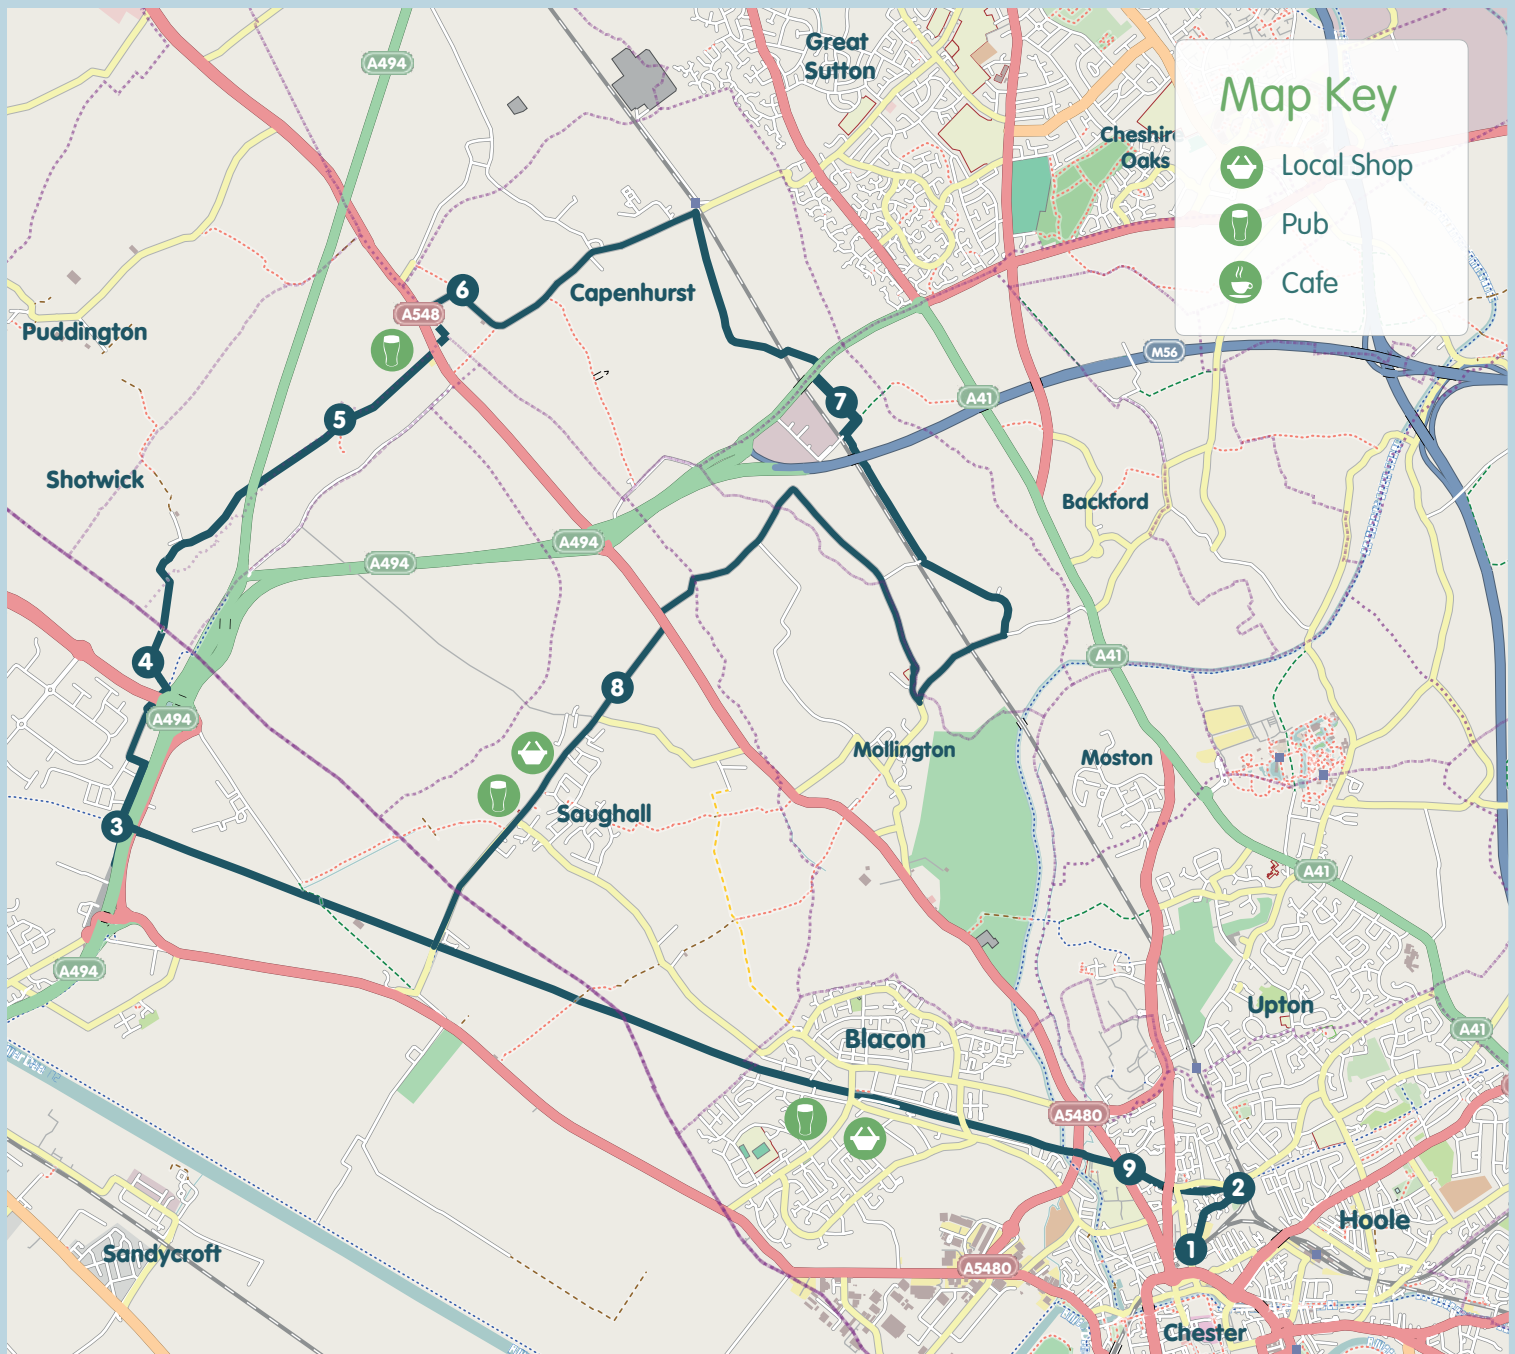 A494
Great
Sutton
Map Key
Cheshire
Oaks
Local Shop
Pub
Cafe
6
Capenhurst
A548
Puddington
M56
A41
7
5
Shotwick
Backford
A494
A494
A41
4
8
A494
Mollington
Moston
Saughall
3
A41
A494
Upton
A41
Blacon
A5480
9
2
Hoole
1
Sandycroft
A5480
Chester